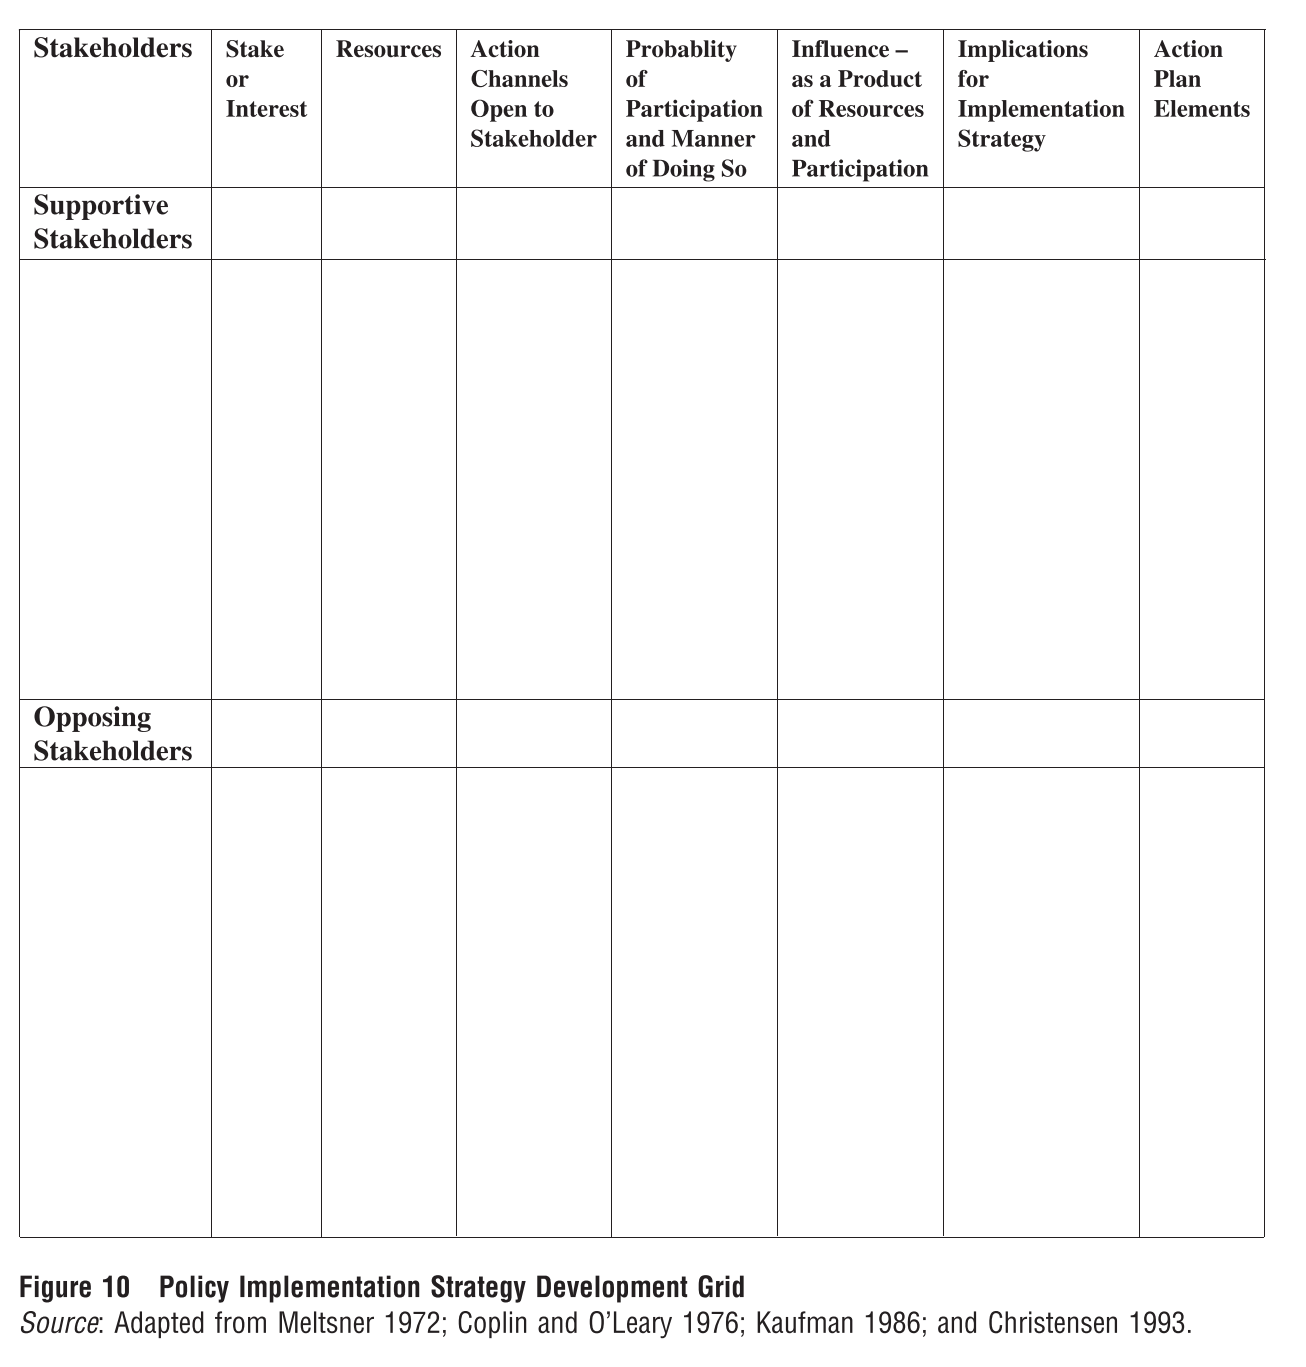 Stakeholders
Stake
or
Interest
Resources
Action
Channels
Open to
Stakeholder
Probablity
of
Participation
and Manner
of Doing So
Influence –
as a Product
of Resources
and
Participation
Implications
for
Implementation
Strategy
Action
Plan
Elements
Supportive
Stakeholders
Opposing
Stakeholders
Figure 10 Policy Implementation Strategy Development Grid
Source: Adapted from Meltsner 1972; Coplin and O’Leary 1976; Kaufman 1986; and Christensen 1993.